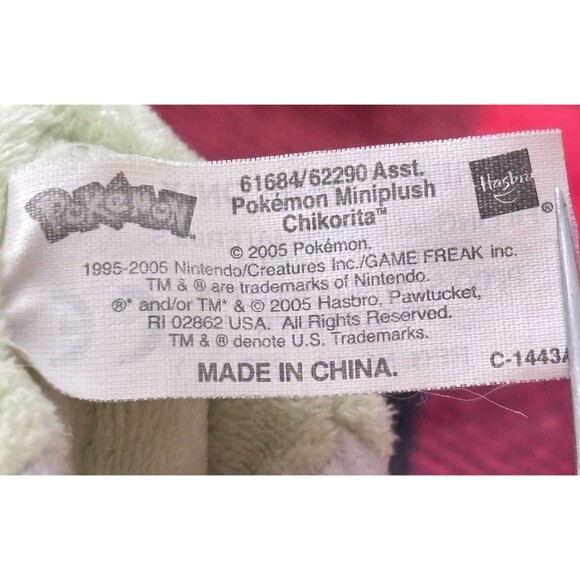 POKéMON
61684/62290 Asst.
Pokémon Miniplush
Chikorita™
Hasbro
®
© 2005 Pokémon.
1995-2005 Nintendo/Creatures Inc./GAME FREAK inc.
TM & ® are trademarks of Nintendo.
®* and/or TM* & © 2005 Hasbro, Pawtucket,
RI 02862 USA. All Rights Reserved.
TM & ® denote U.S. Trademarks.
MADE IN CHINA.
C-1443A